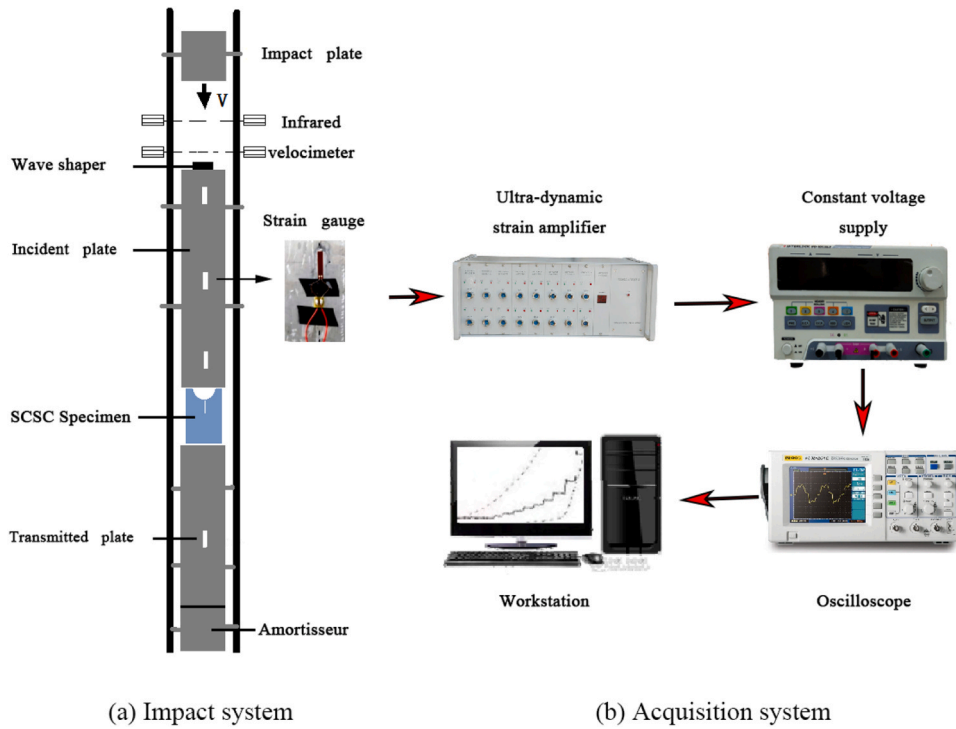 Impact plate
V
Infrared
velocimeter
Wave shaper
Incident plate
Strain gauge
SCSC Specimen
Transmitted plate
Amortisseur
Ultra-dynamic
strain amplifier
Constant voltage
supply
Workstation
Oscilloscope
(a) Impact system
(b) Acquisition system